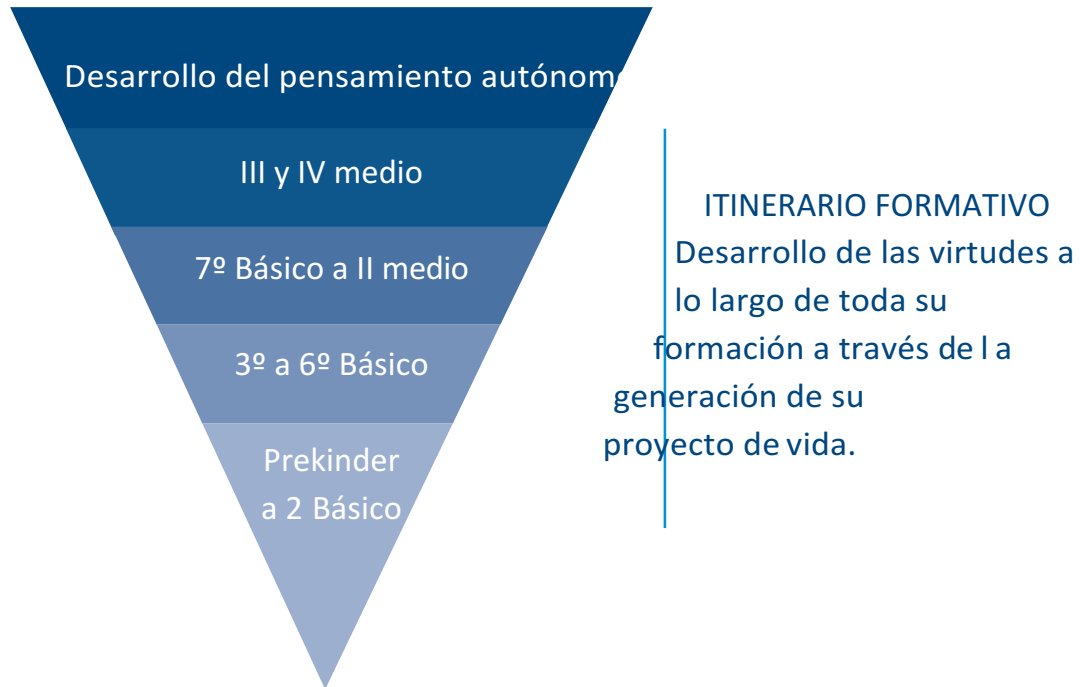 Desarrollo del pensamiento autónomo
III y IV medio
7º Básico a II medio
3º a 6º Básico
Prekinder
a 2 Básico
ITINERARIO FORMATIVO
Desarrollo de las virtudes a
lo largo de toda su
formación a través de l a
generación de su
proyecto de vida.